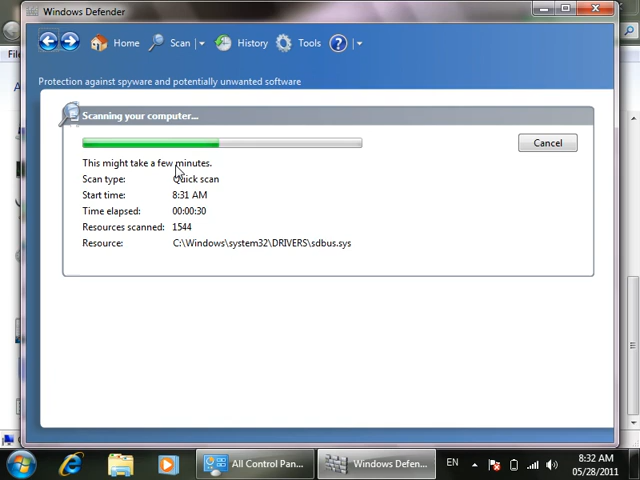 Windows Defender
Home Scan History Tools ?
Protection against spyware and potentially unwanted software
Scanning your computer...
This might take a few minutes.
Cancel
Scan type: Quick scan
Start time: 8:31 AM
Time elapsed: 00:00:30
Resources scanned: 1544
Resource: C:\Windows\system32\DRIVERS\sdbus.sys
All Control Pan...
Windows Defen...
EN
8:32 AM
05/28/2011